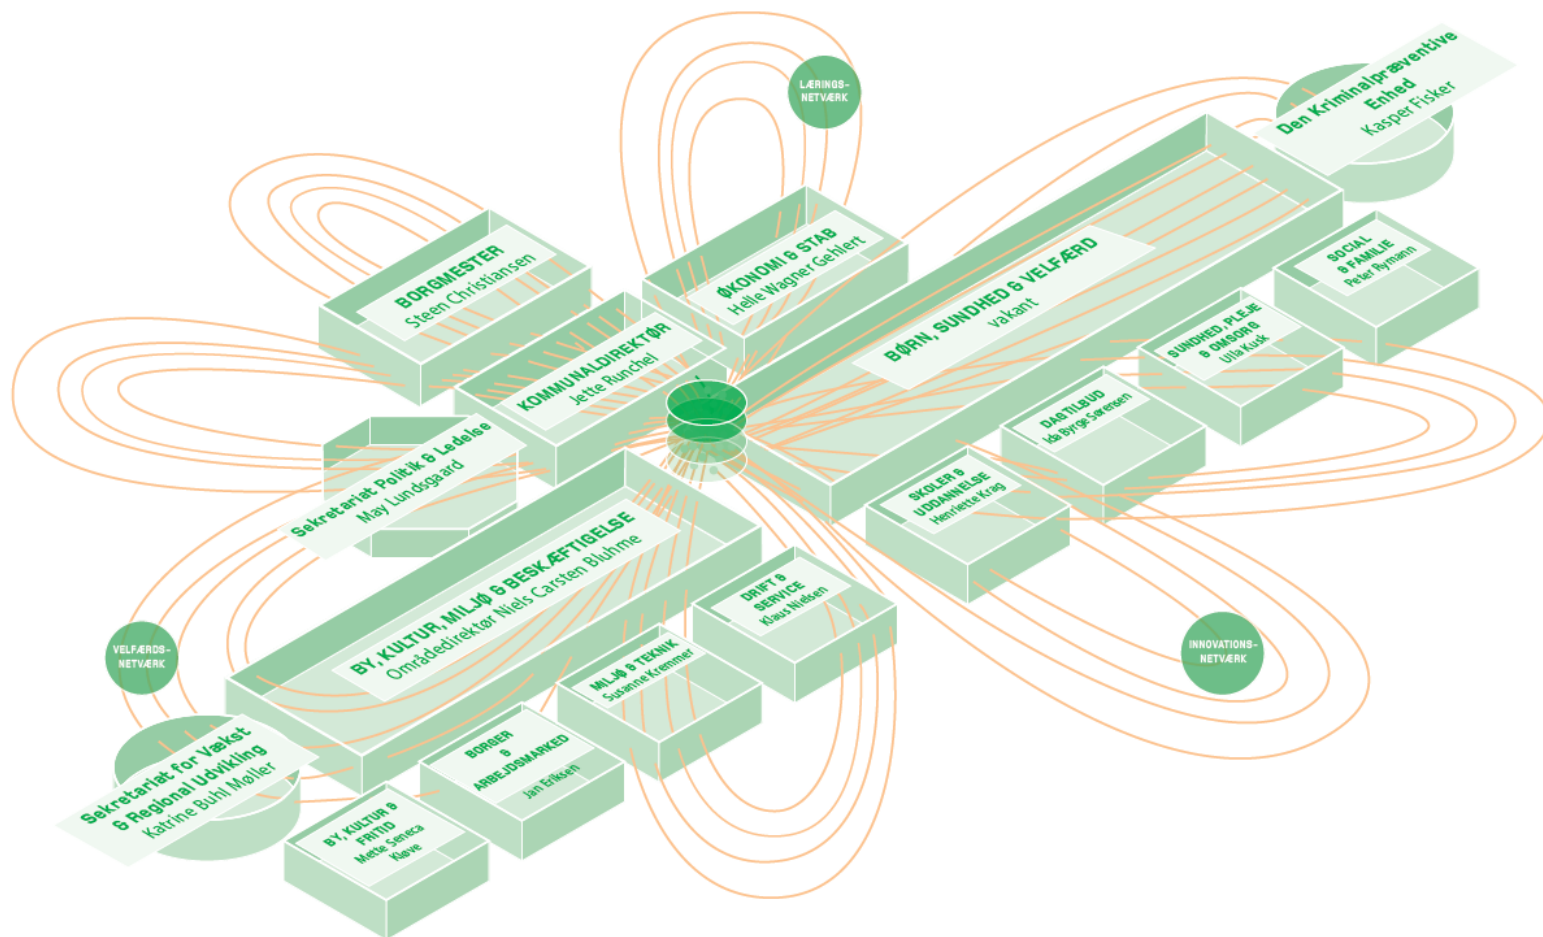 LÆRINGS-
NETVÆRK
Den Kriminalpræventive
Enhed
Kasper Fisker
BORGMESTER
Steen Christiansen
ØKONOMI & STAB
Helle Wagner Gehlert
BØRN, SUNDHED & VELFÆRD
vakant
SOCIAL
& FAMILIE
Peter Rymann
KOMMUNALDIREKTØR
Jette Runchel
SUNDHED, PLEJE
& OMSORG
Ulla Kusk
DAGTILBUD
Ida Byrge Sørensen
Sekretariat Politik & Ledelse
May Lundsgaard
SKOLER &
UDDANNELSE
Henriette Krag
BY, KULTUR, MILJØ & BESKÆFTIGELSE
Områdedirektør Niels Carsten Bluhme
DRIFT &
SERVICE
Klaus Nielsen
MILJØ & TEKNIK
Susanne Kremmer
VELFÆRDS-
NETVÆRK
INNOVATIONS-
NETVÆRK
BORGER
&
ARBEJDSMARKED
Jan Eriksen
Sekretariat for Vækst
& Regional Udvikling
Katrine Buhl Møller
BY, KULTUR &
FRITID
Mette Seneca
Kløve